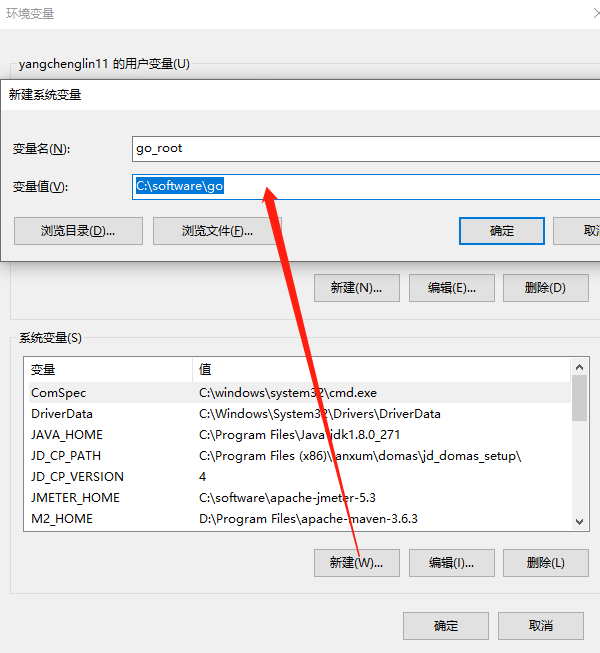 环境变量
yangchenglin11 的用户变量(U)
新建系统变量
变量名(N):
go_root
变量值(V):
C:\software\go
浏览目录(D)...
浏览文件(F)...
确定
新建(N)...
编辑(E)...
删除(D)
系统变量(S)
变量 值
ComSpec C:\windows\system32\cmd.exe
DriverData C:\Windows\System32\Drivers\DriverData
JAVA_HOME C:\Program Files\Java\jdk1.8.0_271
JD_CP_PATH C:\Program Files (x86)\lanxum\domas\jd_domas_setup\
JD_CP_VERSION 4
JMETER_HOME C:\software\apache-jmeter-5.3
M2_HOME D:\Program Files\apache-maven-3.6.3
新建(W)...
编辑(I)...
删除(L)
确定
取消